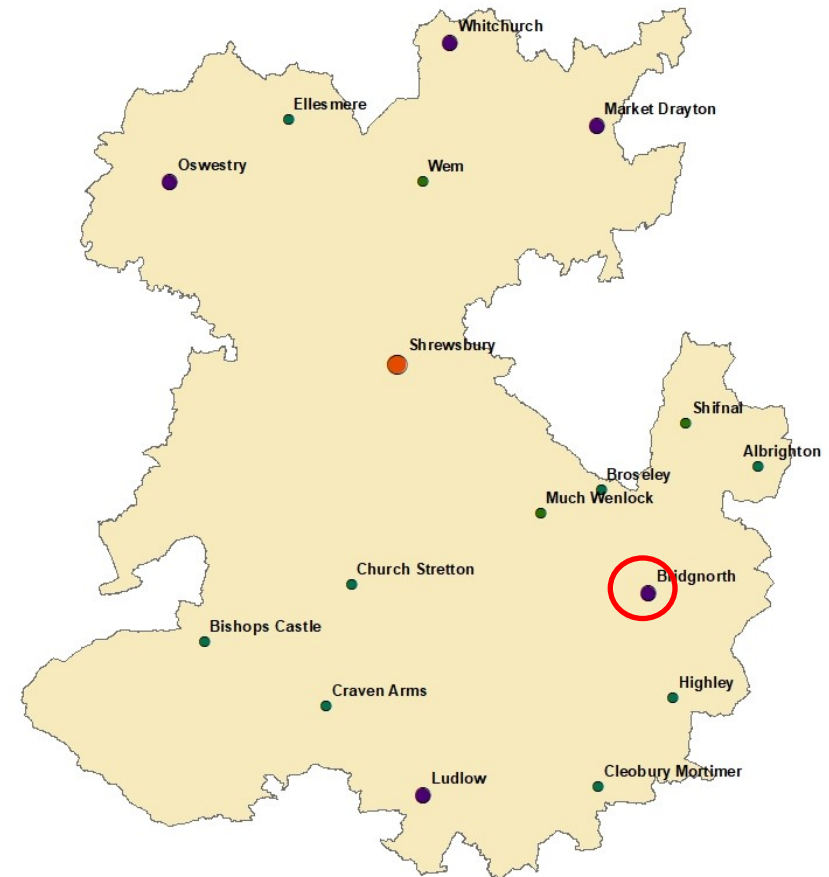 Whitchurch
Ellesmere
Market Drayton
Oswestry
Wem
Shrewsbury
Shifnal
Albrighton
Broseley
Much Wenlock
Church Stretton
Bridgnorth
Bishops Castle
Highley
Craven Arms
Cleobury Mortimer
Ludlow